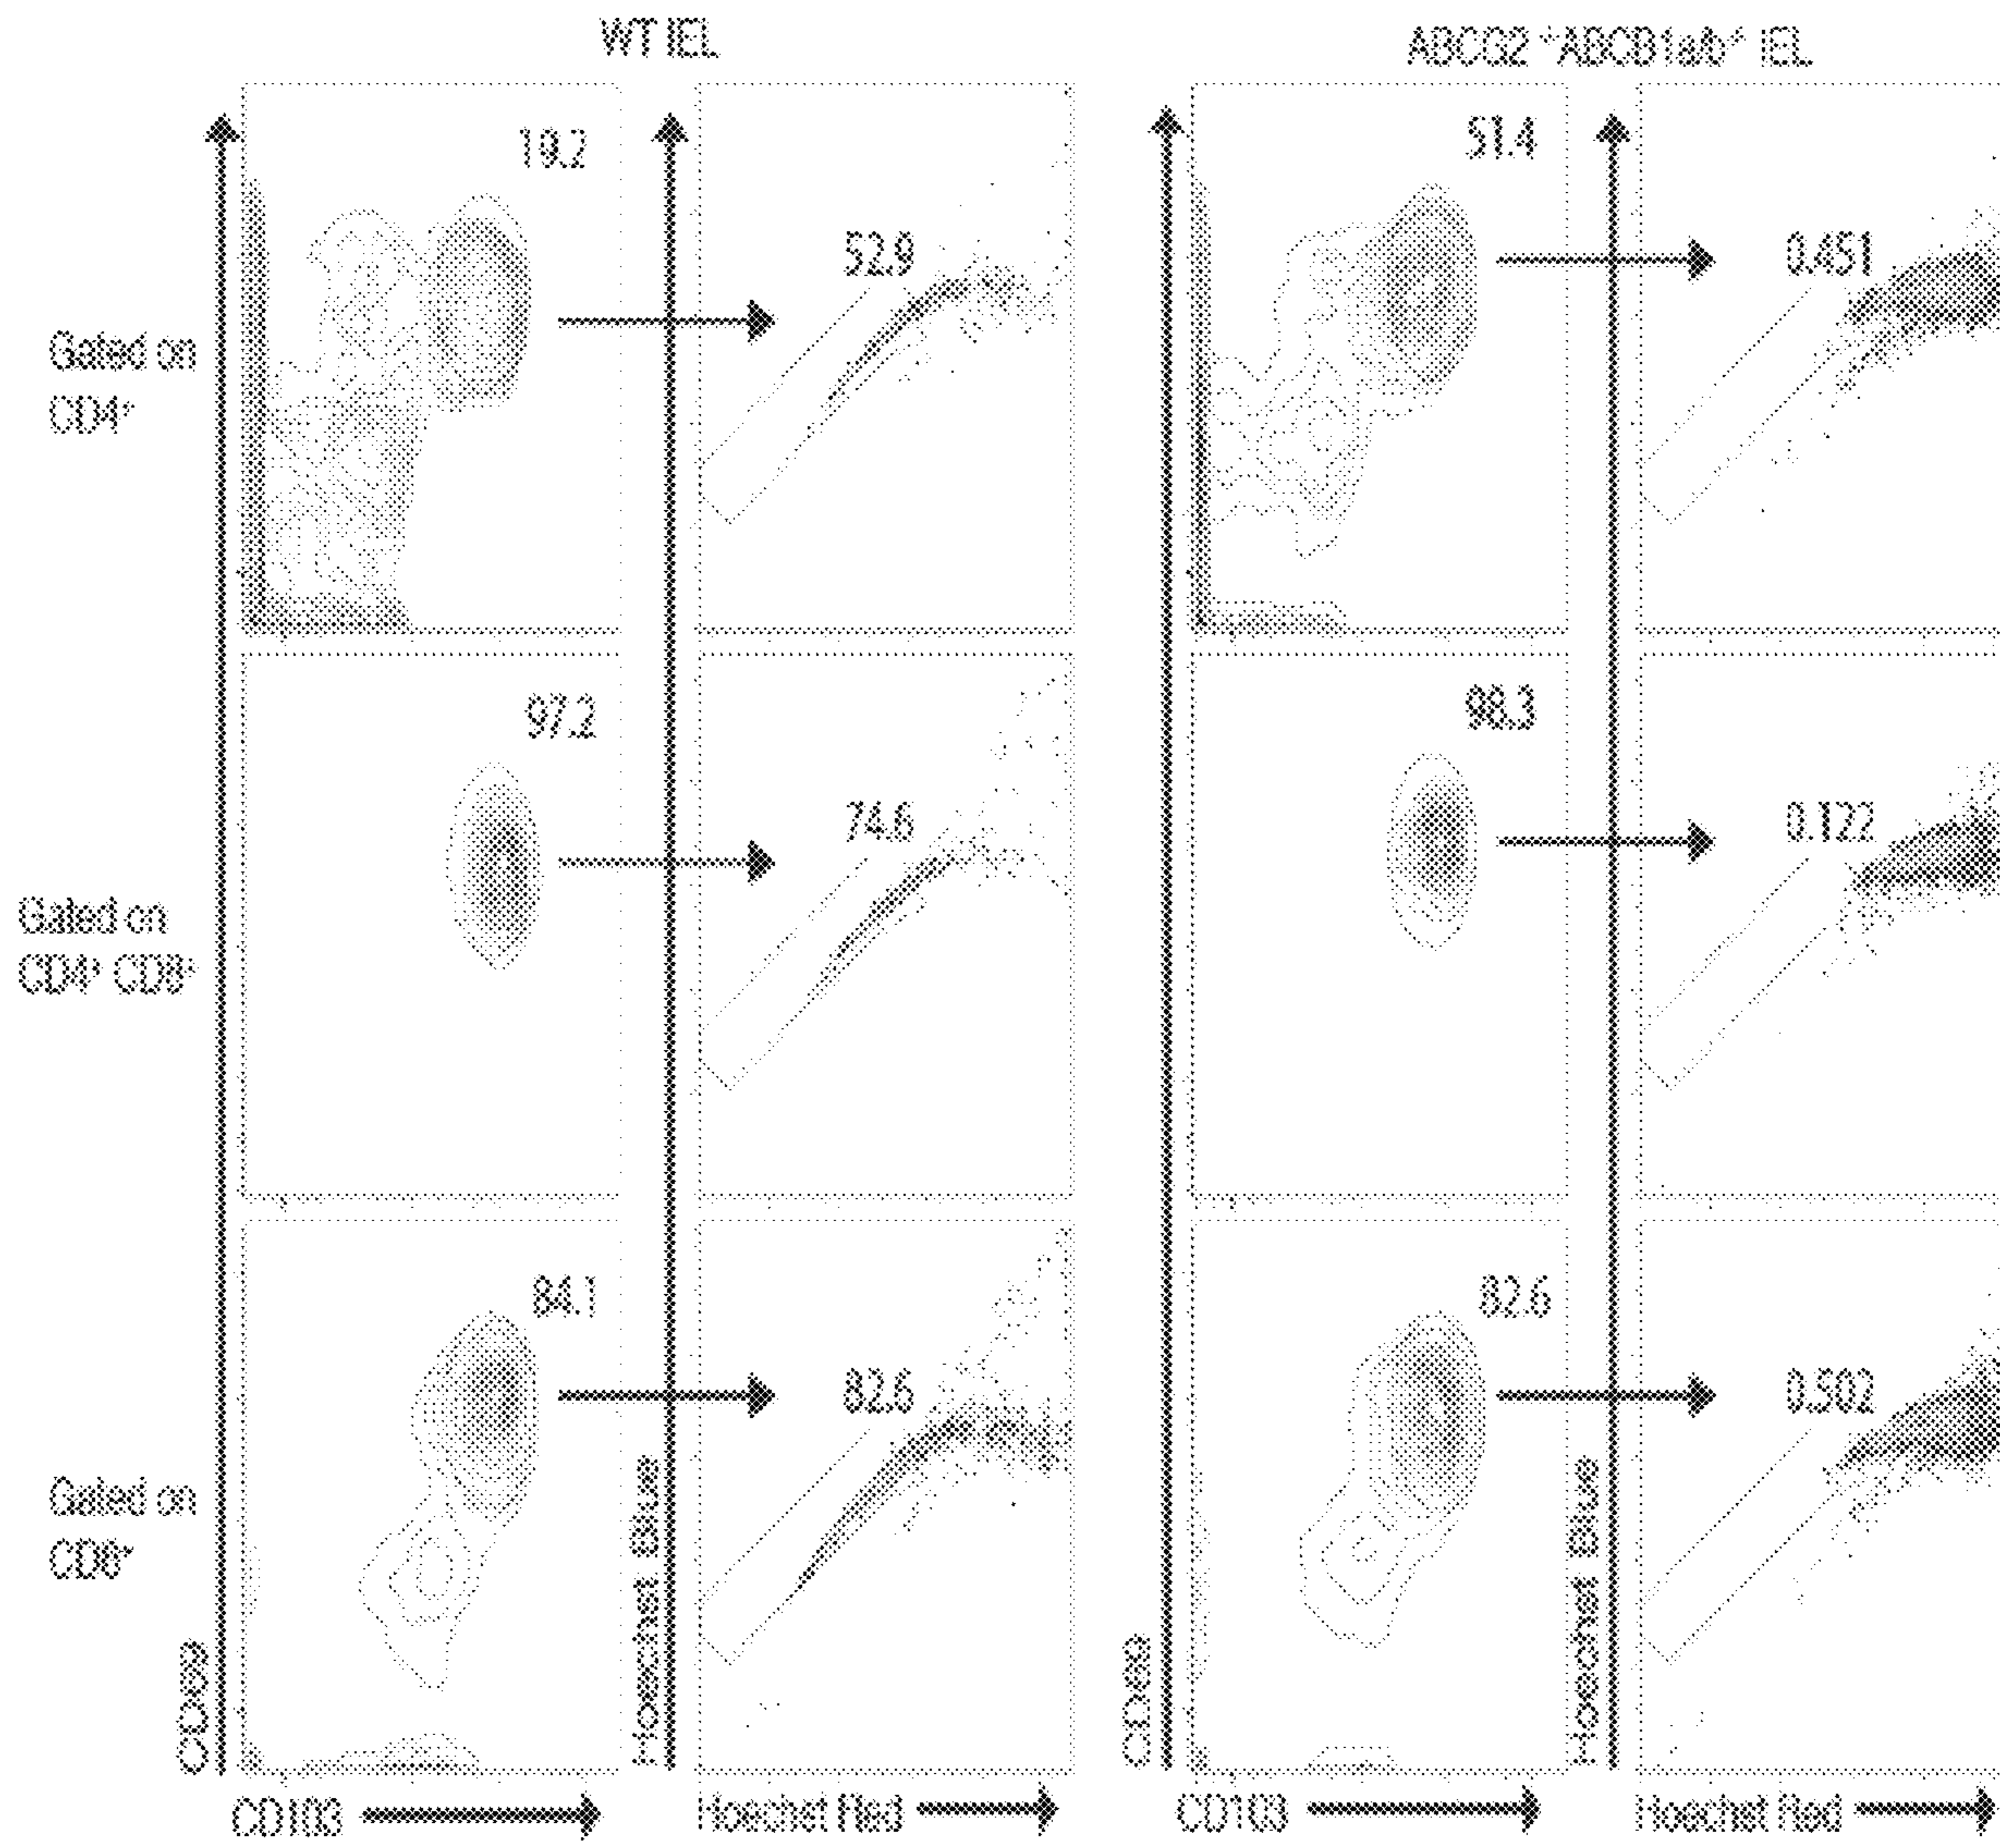 WT IEL
ABCG2 -/-ABCB1a/b-/- IEL
19.2
52.9
51.4
0.451
Gated on
CD4+
97.2
74.6
98.3
0.122
Gated on
CD4+ CD8+
84.1
82.6
82.6
0.502
Gated on
CD8+
CD69
Hoechst Blue
CD69
Hoechst Blue
CD103
Hoechst Red
CD103
Hoechst Red